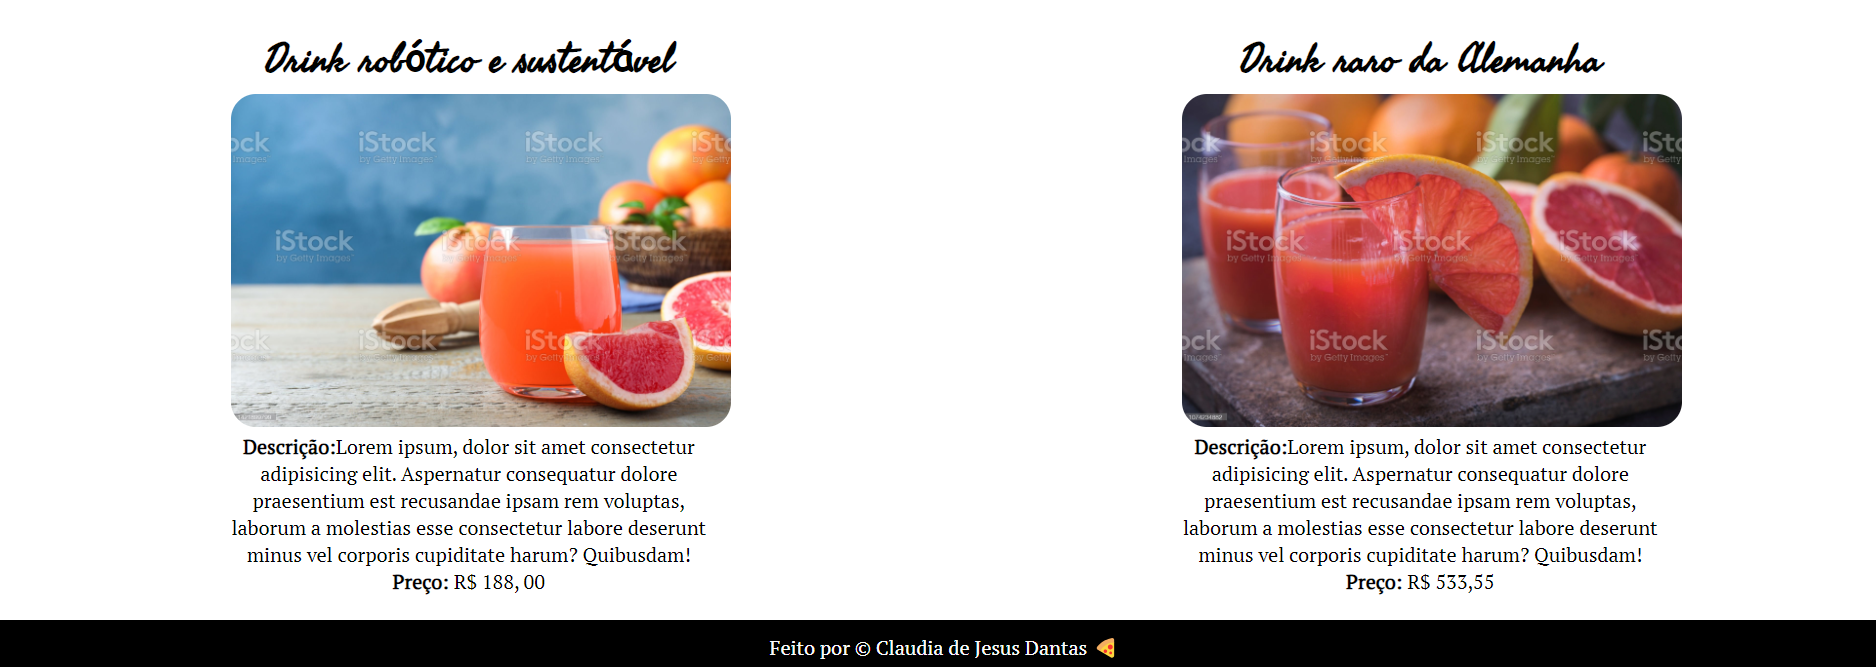 Drink robótico e sustentável
iStock
by Getty Images
Descrição:Lorem ipsum, dolor sit amet consectetur
adipisicing elit. Aspernatur consequatur dolore
praesentium est recusandae ipsam rem voluptas,
laborum a molestias esse consectetur labore deserunt
minus vel corporis cupiditate harum? Quibusdam!
Preço: R$ 188, 00
Drink raro da Alemanha
iStock
by Getty Images
1074234882
Descrição:Lorem ipsum, dolor sit amet consectetur
adipisicing elit. Aspernatur consequatur dolore
praesentium est recusandae ipsam rem voluptas,
laborum a molestias esse consectetur labore deserunt
minus vel corporis cupiditate harum? Quibusdam!
Preço: R$ 533,55
Feito por © Claudia de Jesus Dantas 🍕